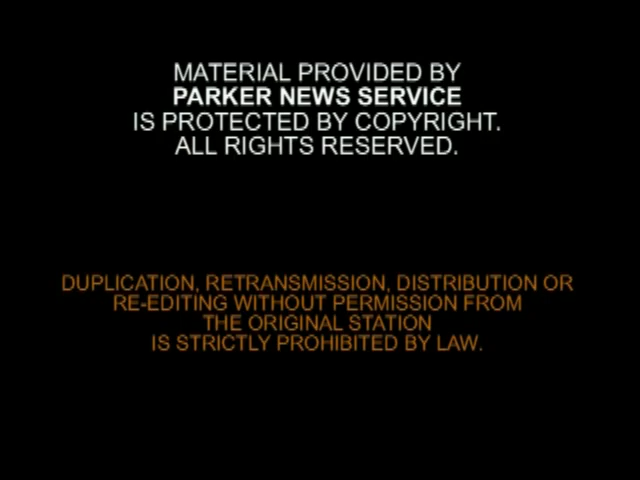 MATERIAL PROVIDED BY
PARKER NEWS SERVICE
IS PROTECTED BY COPYRIGHT.
ALL RIGHTS RESERVED.
DUPLICATION, RETRANSMISSION, DISTRIBUTION OR
RE-EDITING WITHOUT PERMISSION FROM
THE ORIGINAL STATION
IS STRICTLY PROHIBITED BY LAW.